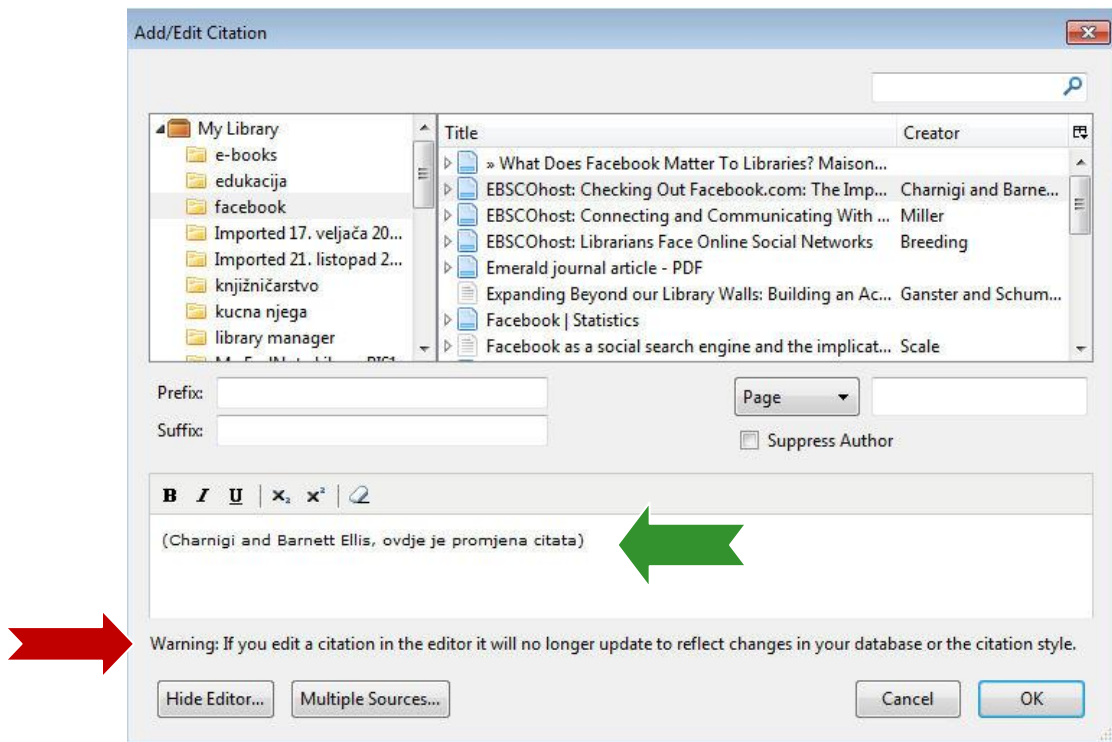 Add/Edit Citation
My Library
e-books
edukacija
facebook
Imported 17. veljača 20...
Imported 21. listopad 2...
knjižničarstvo
kucna njega
library manager
Title Creator
» What Does Facebook Matter To Libraries? Maison...
EBSCOhost: Checking Out Facebook.com: The Imp... Charnigi and Barne...
EBSCOhost: Connecting and Communicating With ... Miller
EBSCOhost: Librarians Face Online Social Networks Breeding
Emerald journal article - PDF
Expanding Beyond our Library Walls: Building an Ac... Ganster and Schum...
Facebook | Statistics
Facebook as a social search engine and the implicat... Scale
Prefix: Page
Suffix: Suppress Author
B I U x₂ x²
(Charnigi and Barnett Ellis, ovdje je promjena citata)
Warning: If you edit a citation in the editor it will no longer update to reflect changes in your database or the citation style.
Hide Editor... Multiple Sources... Cancel OK